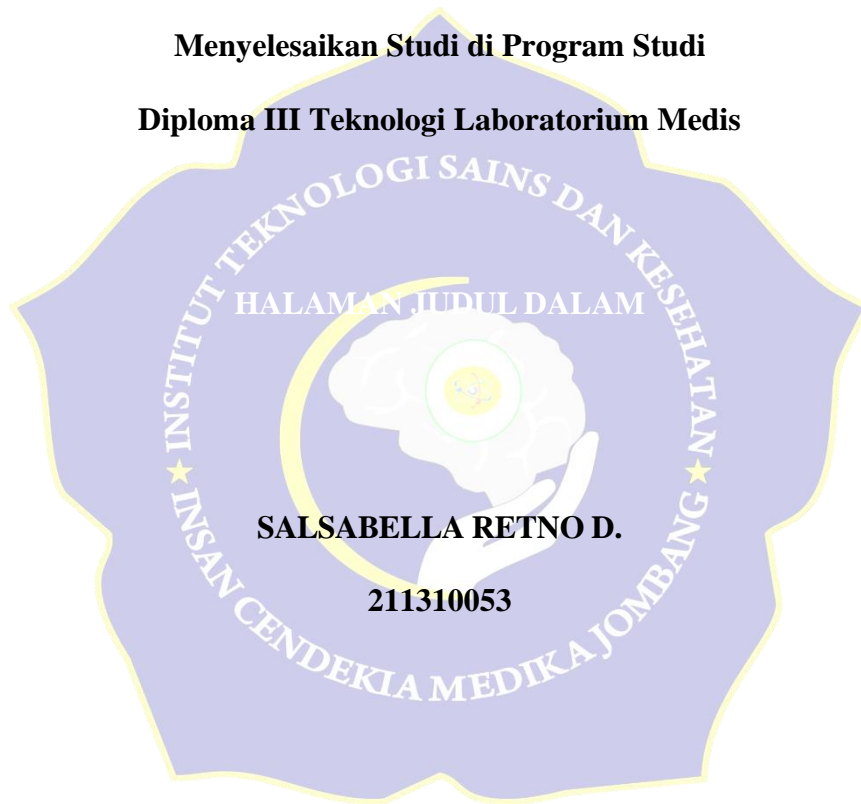 Menyelesaikan Studi di Program Studi
Diploma III Teknologi Laboratorium Medis
INSTITUT TEKNOLOGI SAINS DAN KESEHATAN
HALAMAN JUDUL DALAM
SALSABELLA RETNO D.
211310053
INSAN CENDEKIA MEDIKA JOMBANG